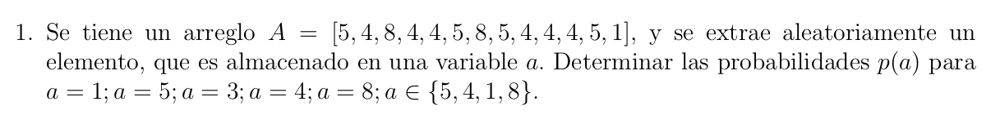 1. Se tiene un arreglo A = [5, 4, 8, 4, 4, 5, 8, 5, 4, 4, 4, 5, 1], y se extrae aleatoriamente un
elemento, que es almacenado en una variable a. Determinar las probabilidades p(a) para
a = 1; a = 5; a = 3; a = 4; a = 8; a ∈ {5, 4, 1, 8}.